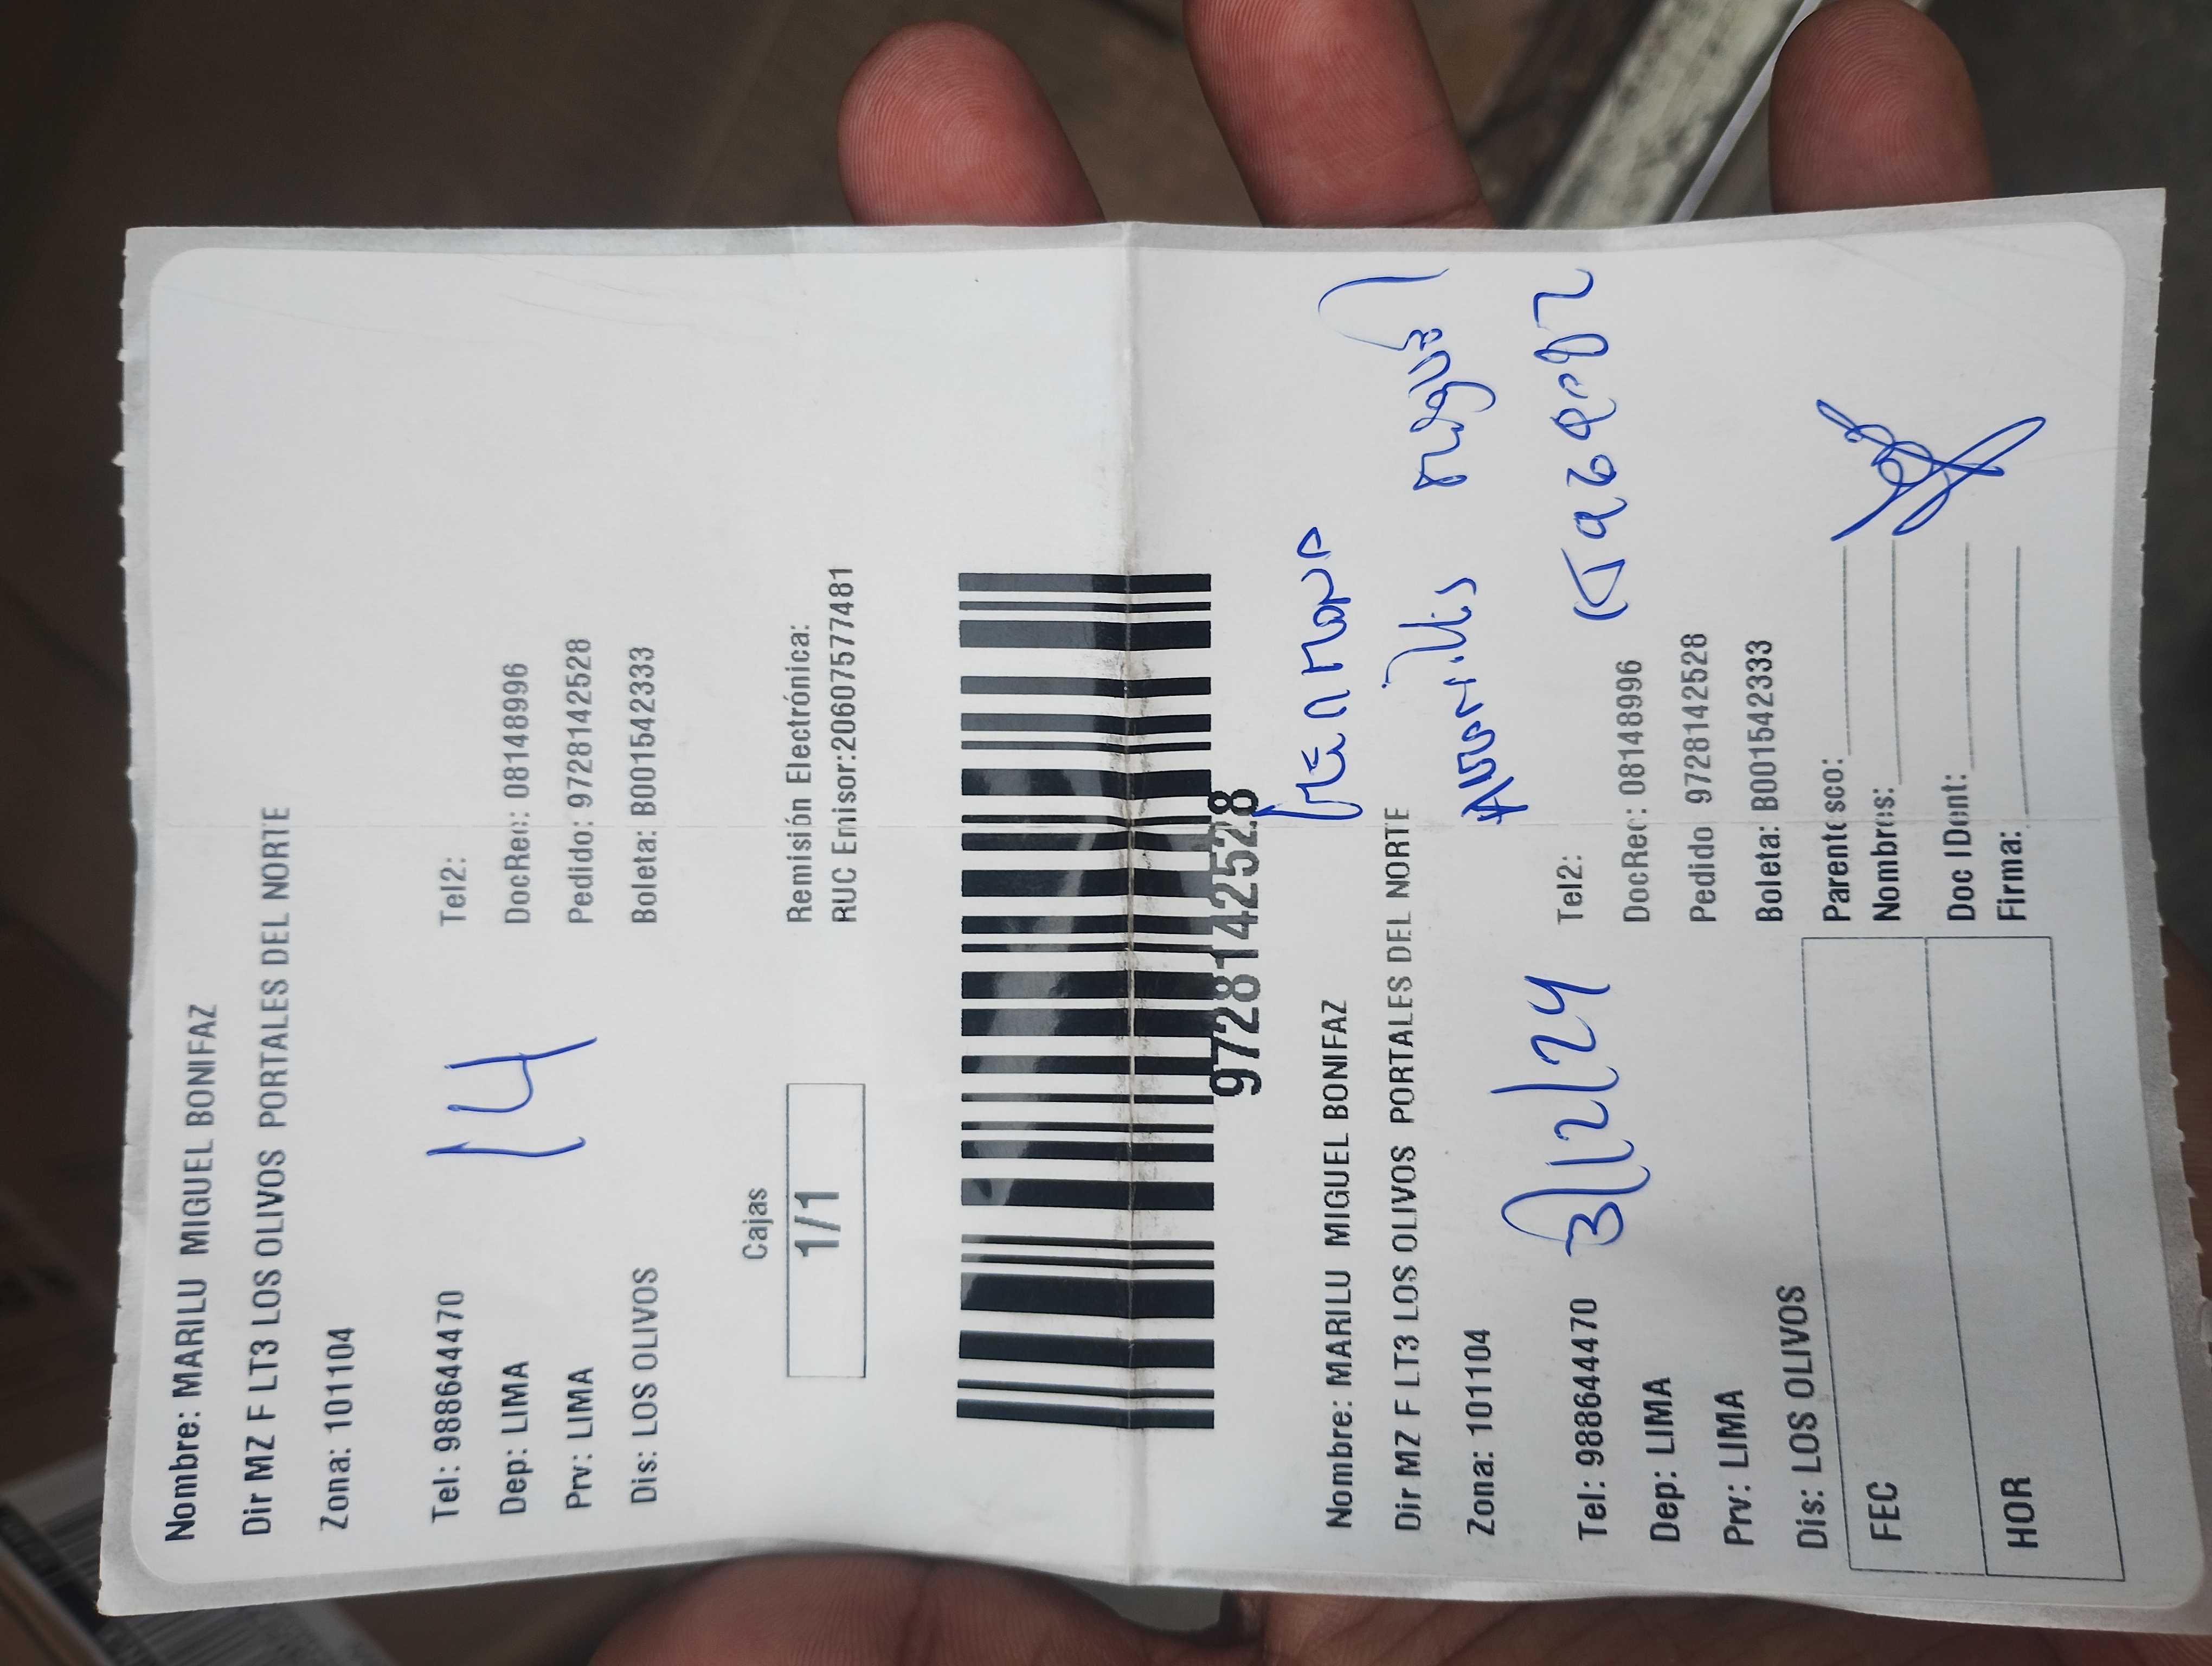 Nombre: MARILU MIGUEL BONIFAZ
Dir MZ F LT3 LOS OLIVOS PORTALES DEL NORTE
Zona: 101104
Tel: 988644470
14
Tel2:
Dep: LIMA
DocRec: 08148996
Prv: LIMA
Pedido: 9728142528
Dis: LOS OLIVOS
Boleta: B001542333
Cajas
1/1
Remisión Electrónica:
RUC Emisor:20607577481
9728142528
Nombre: MARILU MIGUEL BONIFAZ
Dir MZ F LT3 LOS OLIVOS PORTALES DEL NORTE
Zona: 101104
Tel: 988644470
3/12/24
Tel2:
Dep: LIMA
DocRec: 08148996
Prv: LIMA
Pedido 9728142528
Dis: LOS OLIVOS
Boleta: B001542333
FEC
HOR
Parentesco:
Nombres:
Doc IDent:
Firma: